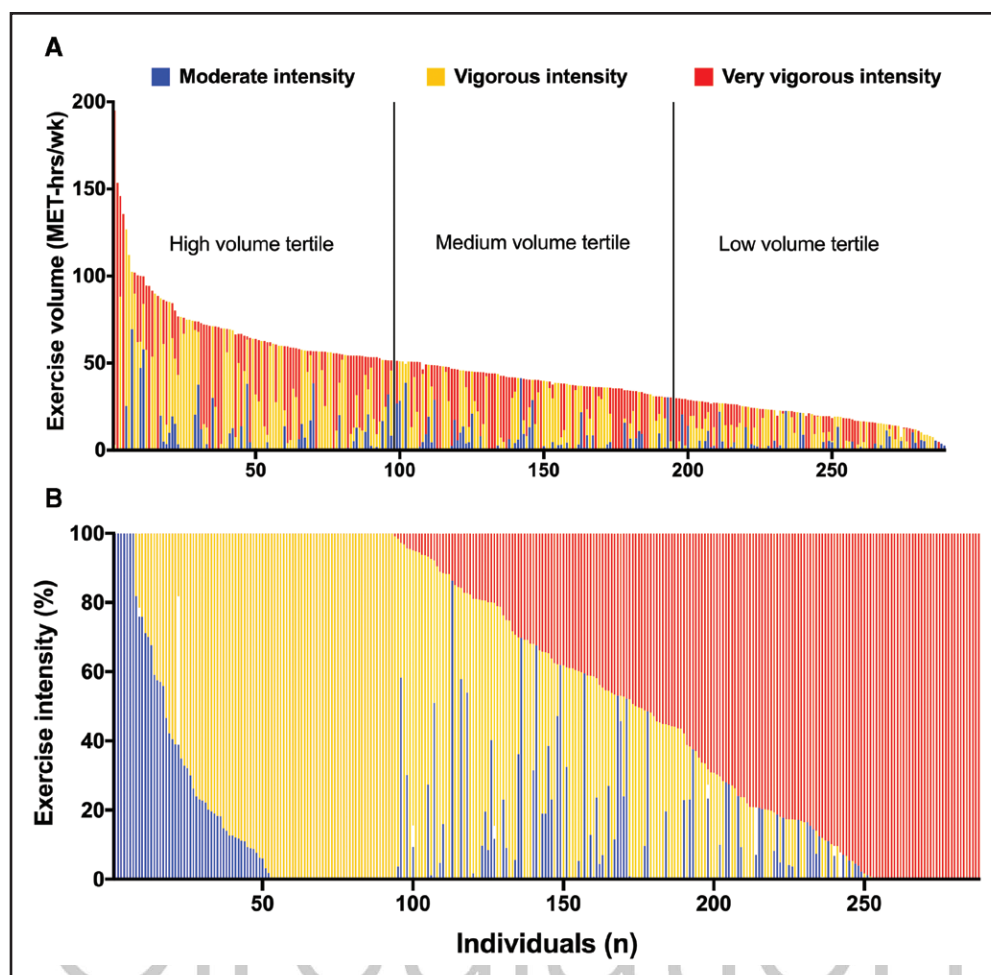 A
Moderate intensity Vigorous intensity Very vigorous intensity
Exercise volume (MET-hrs/wk)
200
150
100
50
0
High volume tertile Medium volume tertile Low volume tertile
50 100 150 200 250
B
Exercise intensity (%)
100
80
60
40
20
0
50 100 150 200 250
Individuals (n)
Circulation